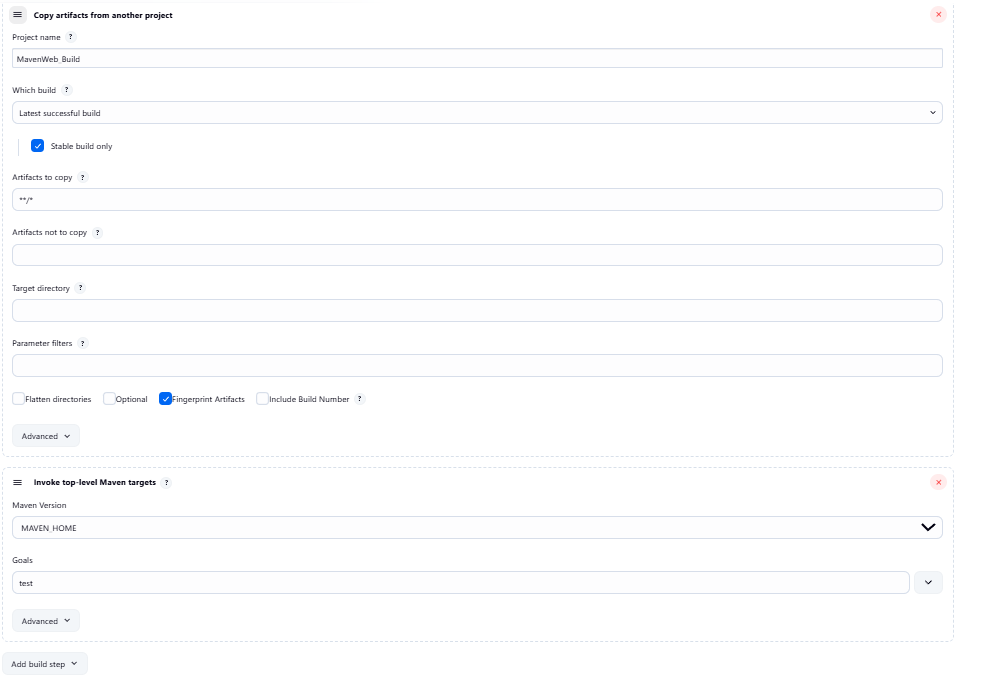 Copy artifacts from another project
Project name ?
MavenWeb_Build
Which build ?
Latest successful build
Stable build only
Artifacts to copy ?
**/*
Artifacts not to copy ?
Target directory ?
Parameter filters ?
Flatten directories Optional Fingerprint Artifacts Include Build Number ?
Advanced
Invoke top-level Maven targets ?
Maven Version
MAVEN_HOME
Goals
test
Advanced
Add build step